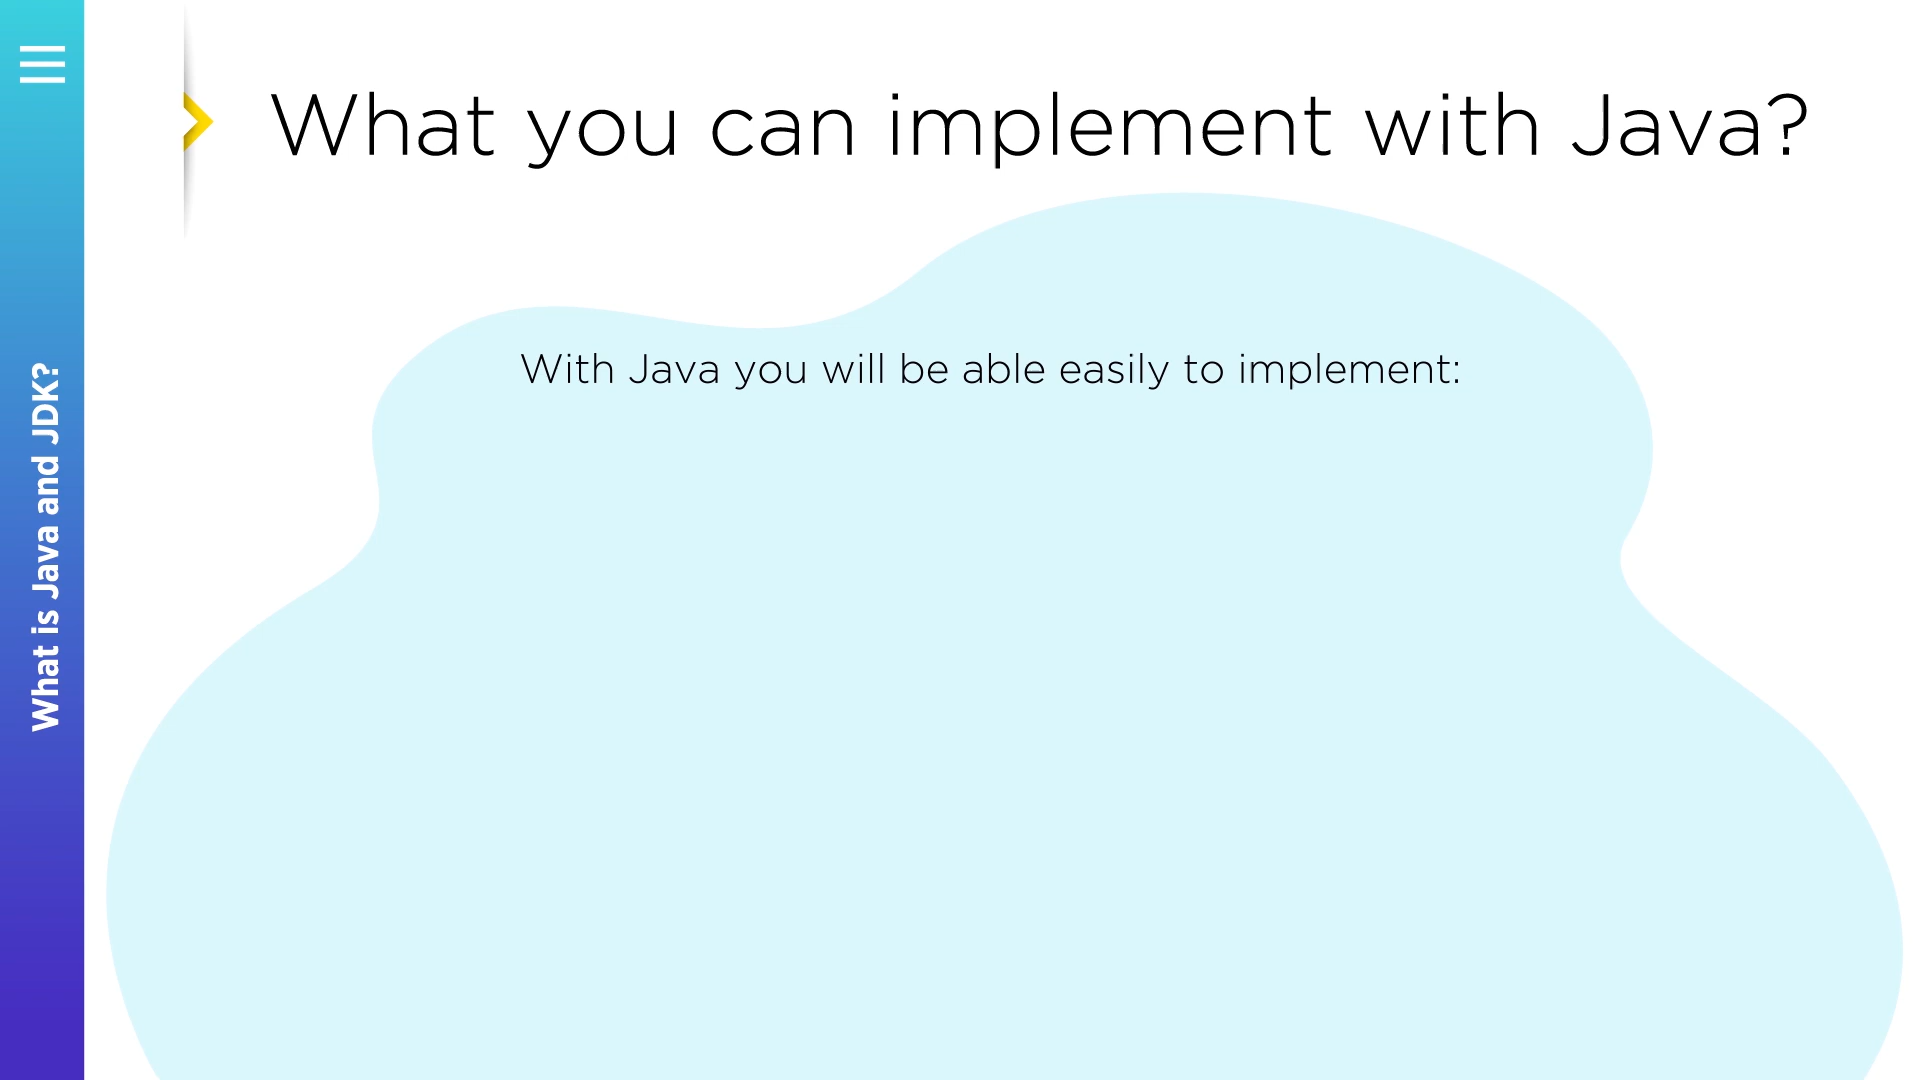 What you can implement with Java?
With Java you will be able easily to implement:
What is Java and JDK?